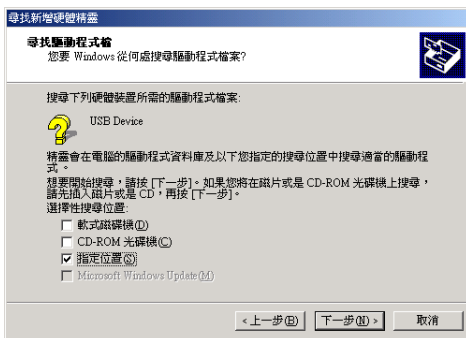 尋找新增硬體精靈
尋找驅動程式檔
您要 Windows 從何處搜尋驅動程式檔案?
搜尋下列硬體裝置所需的驅動程式檔案:
USB Device
精靈會在電腦的驅動程式資料庫及以下您指定的搜尋位置中搜尋適當的驅動程
式。
想要開始搜尋，請按 [下一步]。如果您將在磁片或是 CD-ROM 光碟機上搜尋，
請先插入磁片或是 CD，再按 [下一步]。
選擇性搜尋位置:
軟式磁碟機(D)
CD-ROM 光碟機(C)
指定位置(S)
Microsoft Windows Update(M)
<上一步(B) 下一步(N)> 取消